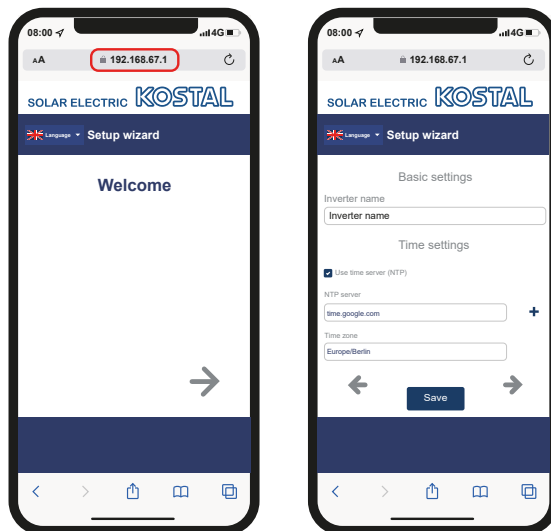 08:00
4G
AA
192.168.67.1
SOLAR ELECTRIC KOSTAL
Language
Setup wizard
Welcome
08:00
4G
AA
192.168.67.1
SOLAR ELECTRIC KOSTAL
Language
Setup wizard
Basic settings
Inverter name
Inverter name
Time settings
Use time server (NTP)
NTP server
time.google.com
+
Time zone
Europe/Berlin
Save